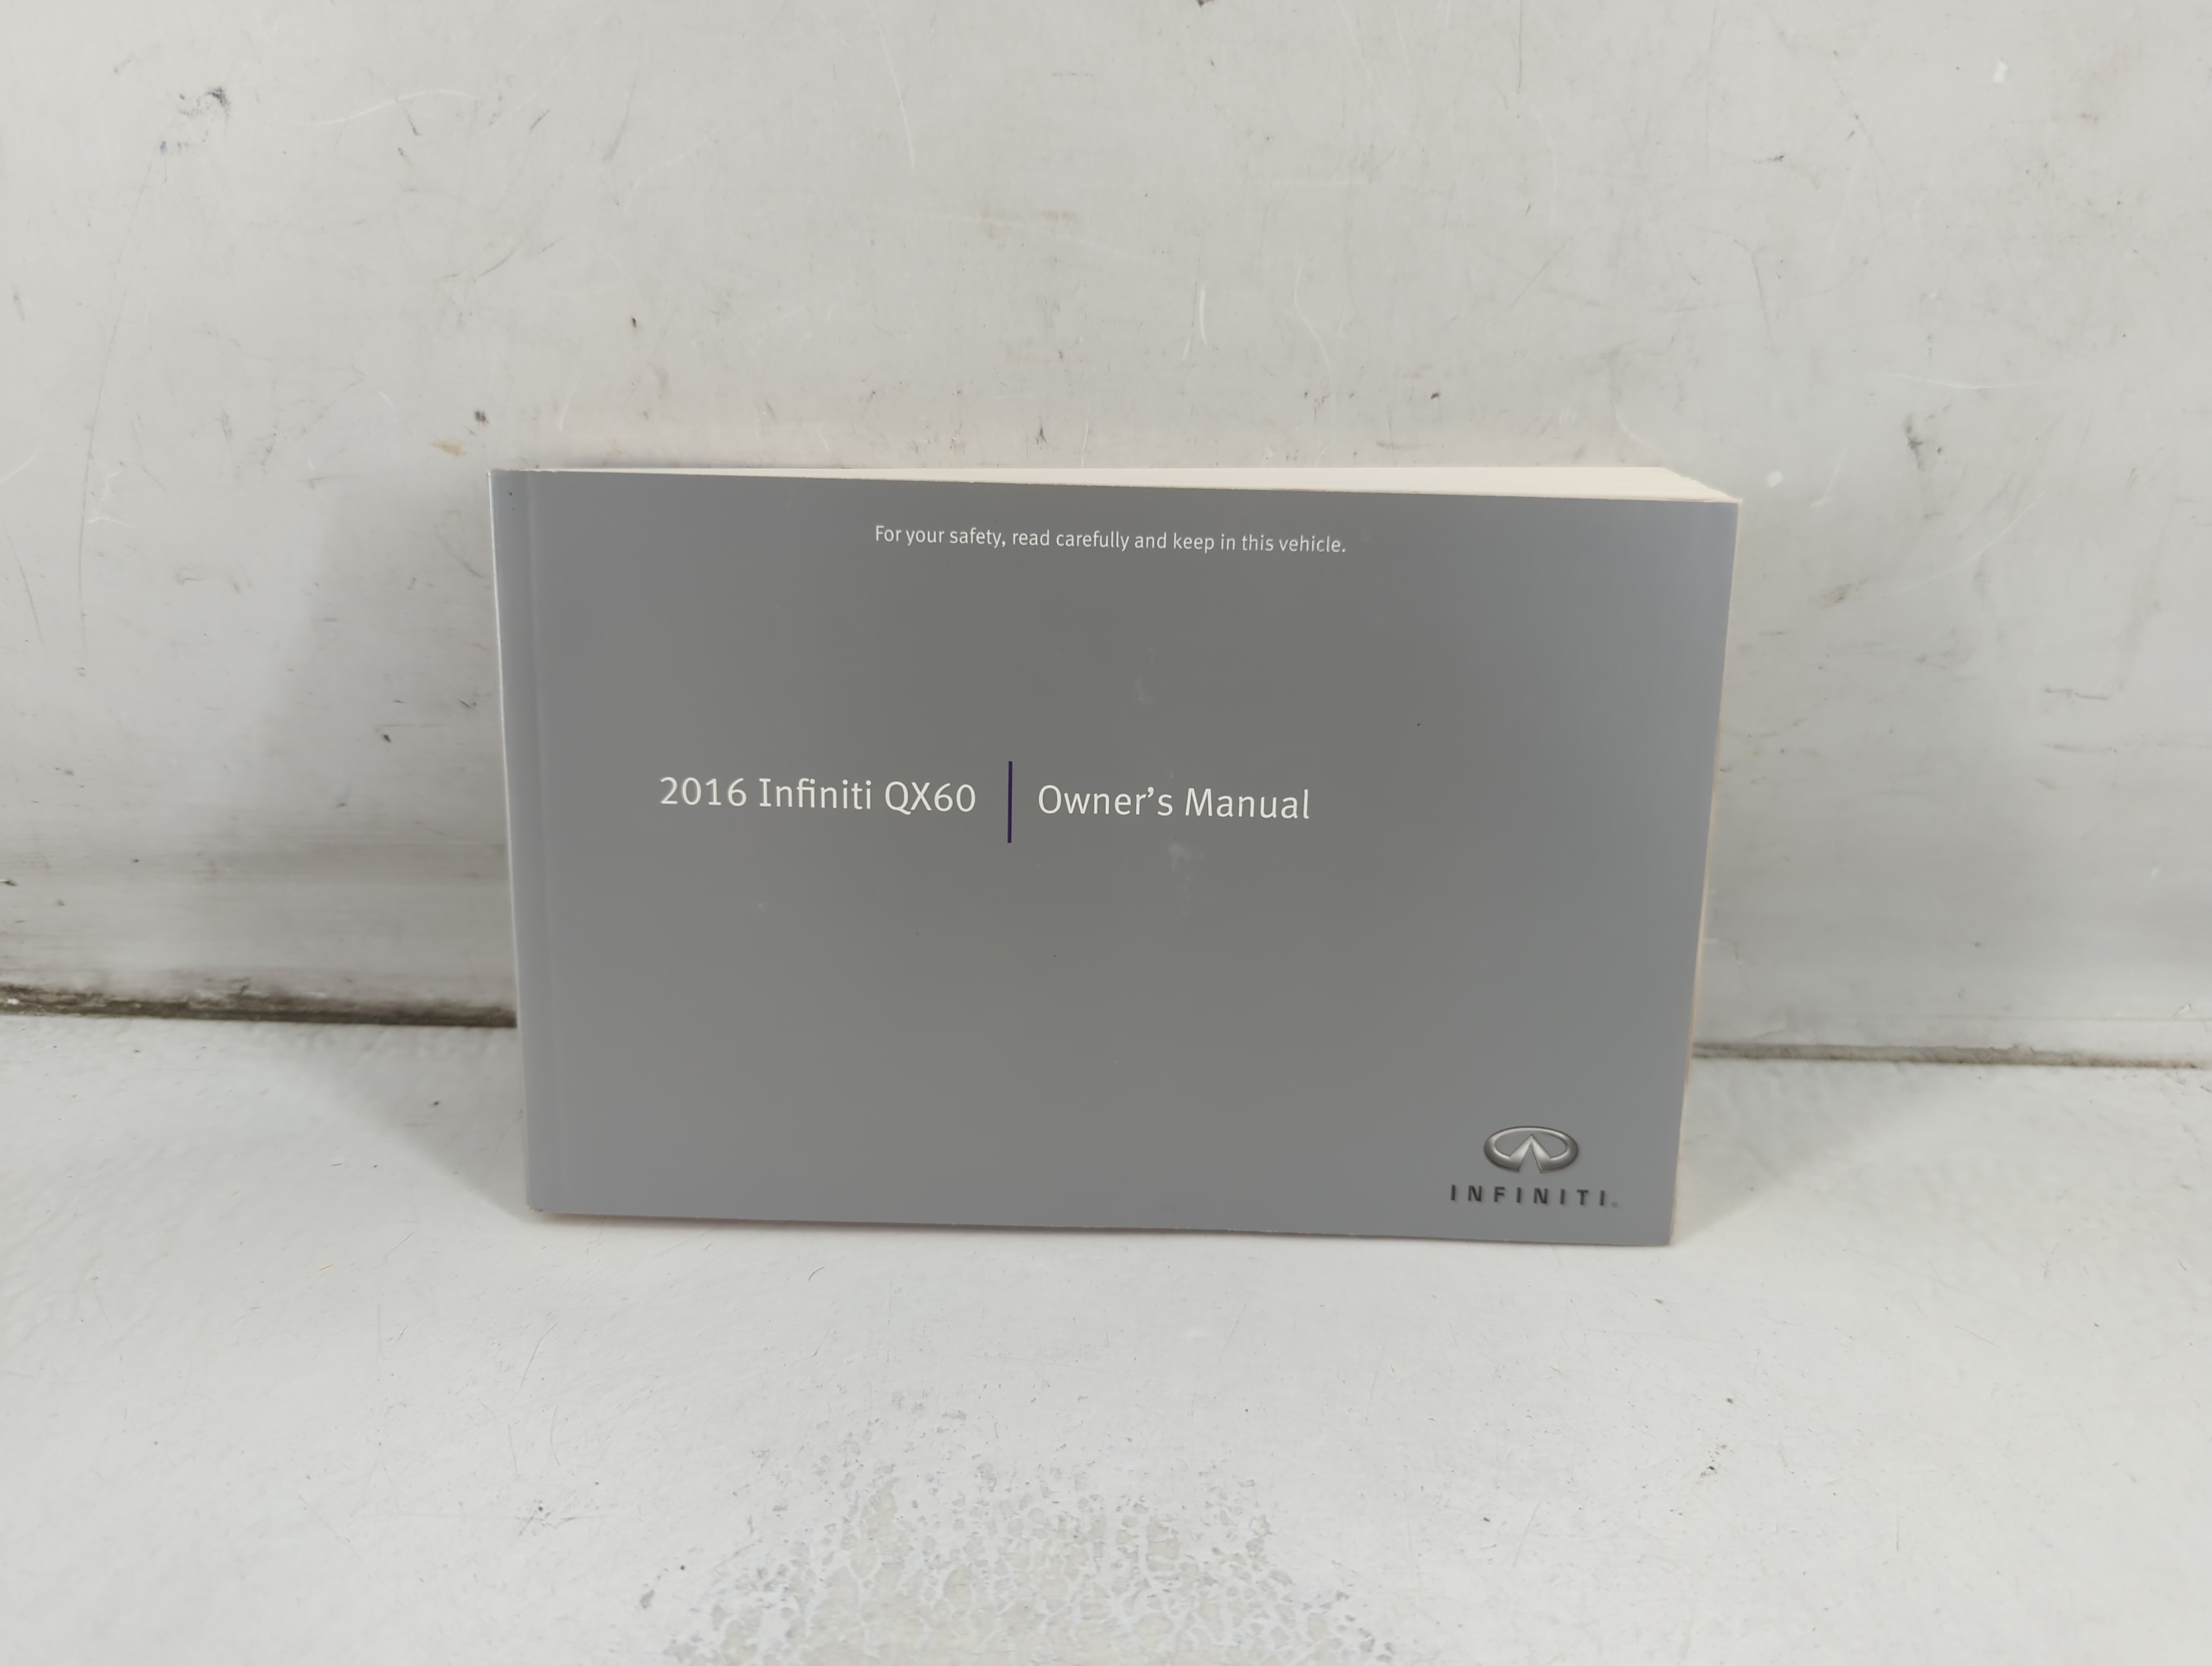 For your safety, read carefully and keep in this vehicle.
2016 Infiniti QX60 | Owner's Manual
INFINITI